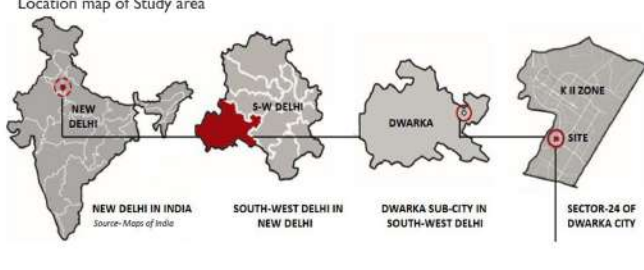 Location map of Study area
NEW
DELHI
S-W DELHI
DWARKA
K II ZONE
SITE
NEW DELHI IN INDIA
Source- Maps of India
SOUTH-WEST DELHI IN
NEW DELHI
DWARKA SUB-CITY IN
SOUTH-WEST DELHI
SECTOR-24 OF
DWARKA CITY